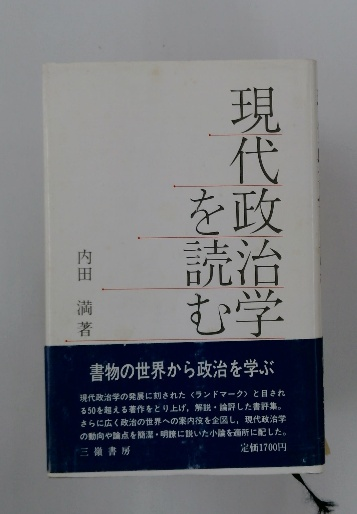 現代政治学
を読む
内田 満著
書物の世界から政治を学ぶ
現代政治学の発展に刻された〈ランドマーク〉と目され
る50を超える著作をとり上げ，解説・論評した書評集。
さらに広く政治の世界への案内役を企図し，現代政治学
の動向や論点を簡潔・明瞭に説いた小論を適所に配した。
三嶺書房 定価1700円